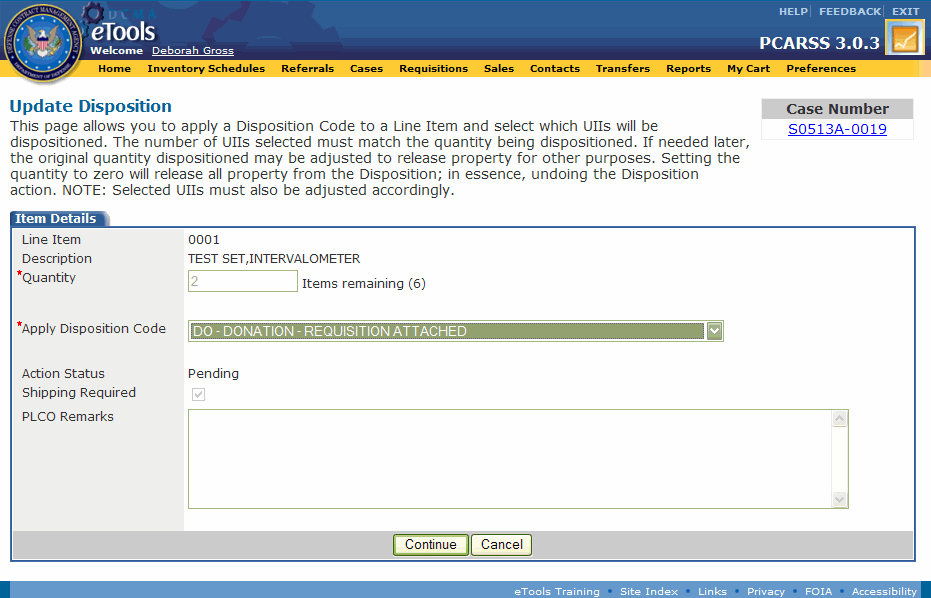 HELP FEEDBACK EXIT
DCMA
eTools
Welcome Deborah Gross
PCARSS 3.0.3
Home Inventory Schedules Referrals Cases Requisitions Sales Contacts Transfers Reports My Cart Preferences
Update Disposition
This page allows you to apply a Disposition Code to a Line Item and select which UIIs will be
dispositioned. The number of UIIs selected must match the quantity being dispositioned. If needed later,
the original quantity dispositioned may be adjusted to release property for other purposes. Setting the
quantity to zero will release all property from the Disposition; in essence, undoing the Disposition
action. NOTE: Selected UIIs must also be adjusted accordingly.
Case Number
S0513A-0019
Item Details
Line Item 0001
Description TEST SET,INTERVALOMETER
*Quantity 2 Items remaining (6)
*Apply Disposition Code DO - DONATION - REQUISITION ATTACHED
Action Status Pending
Shipping Required
PLCO Remarks
Continue Cancel
eTools Training • Site Index • Links • Privacy • FOIA • Accessibility